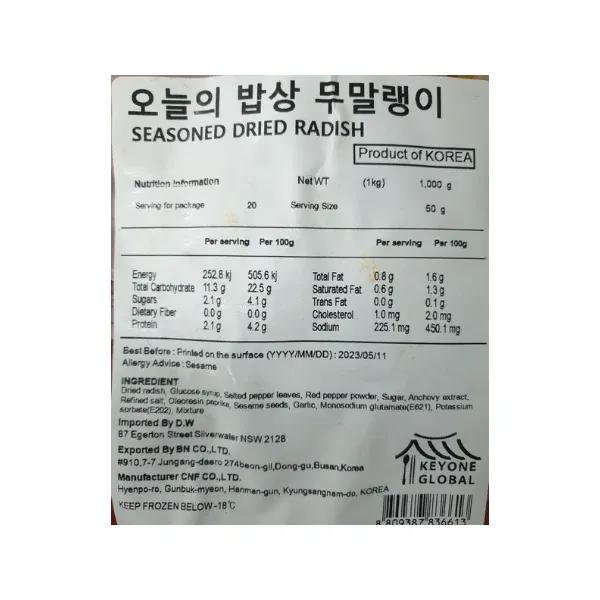 오늘의 밥상 무말랭이
SEASONED DRIED RADISH
Product of KOREA
Nutrition Information Net WT (1kg) 1,000 g
Serving for package 20 Serving Size 50 g
Per serving Per 100g Per serving Per 100g
Energy 252.8 kj 505.6 kj Total Fat 0.8 g 1.6 g
Total Carbohydrate 11.3 g 22.5 g Saturated Fat 0.6 g 1.3 g
Sugars 2.1 g 4.1 g Trans Fat 0.0 g 0.1 g
Dietary Fiber 0.0 g 0.0 g Cholesterol 1.0 mg 2.0 mg
Protein 2.1 g 4.2 g Sodium 225.1 mg 450.1 mg
Best Before : Printed on the surface (YYYY/MM/DD) : 2023/05/11
Allergy Advice : Sesame
INGREDIENT
Dried radish, Glucose syrup, Salted pepper leaves, Red pepper powder, Sugar, Anchovy extract,
Refined salt, Oleoresin paprika, Sesame seeds, Garlic, Monosodium glutamate(E621), Potassium
sorbate(E202), Mixture
Imported By D.W
87 Egerton Street Silverwater NSW 2128
Exported By BN CO.,LTD.
#910,7-7 Jungang-daero 274beon-gil,Dong-gu,Busan,Korea
Manufacturer CNF CO.,LTD.
Hyenpo-ro, Gunbuk-myeon, Hanman-gun, Kyungsangnam-do, KOREA
KEEP FROZEN BELOW -18℃
KEYONE
GLOBAL
8 809387 836613